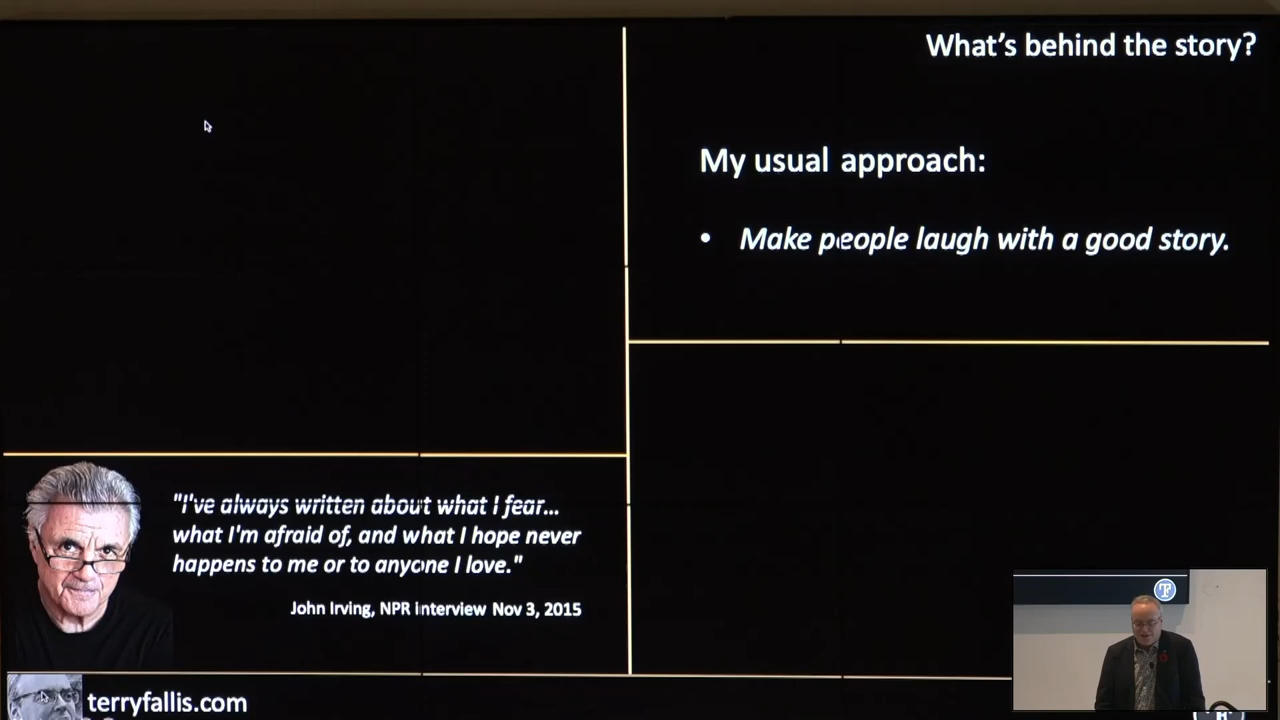 What's behind the story?
My usual approach:
• Make people laugh with a good story.
"I've always written about what I fear...
what I'm afraid of, and what I hope never
happens to me or to anyone I love."
John Irving, NPR interview Nov 3, 2015
terryfallis.com